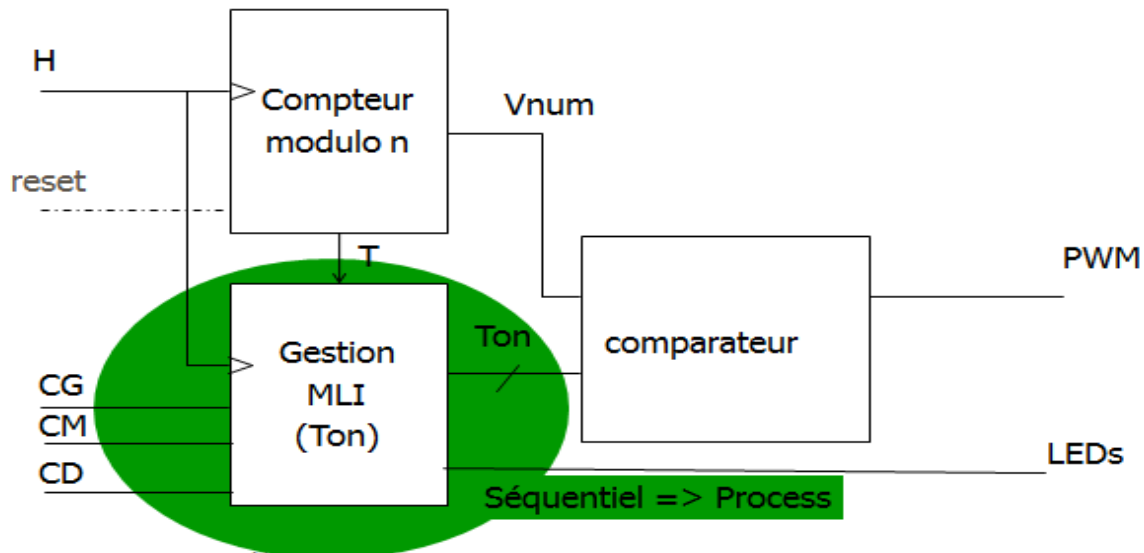 H
Compteur
modulo n
Vnum
reset
T
PWM
Gestion
MLI
(Ton)
Ton
comparateur
CG
CM
CD
LEDs
Séquentiel => Process